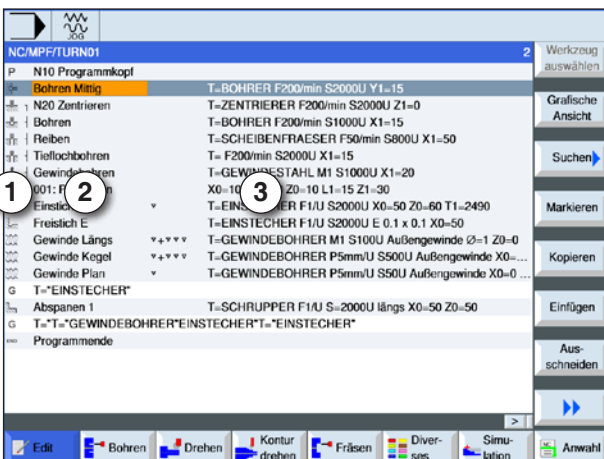 JOG
NC/MPF/TURN01 2
P N10 Programmkopf
Bohren Mittig T=BOHRER F200/min S2000U Y1=15
N20 Zentrieren T=ZENTRIERER F200/min S2000U Z1=0
Bohren T=BOHRER F200/min S1000U X1=15
Reiben T=SCHEIBENFRAESER F50/min S800U X1=50
Tieflochbohren T= F200/min S2000U X1=15
Gewindebohren T=GEWINDESTAHL M1 S1000U X1=20
001: Z0=10 L1=15 Z1=30
1 2 3
F1/U S2000U X0=50 Z0=60 T1=2490
Freistich E T=EINSTECHER F1/U S2000U E 0.1 x 0.1 X0=50
Gewinde Längs ▿+▿▿▿ T=GEWINDEBOHRER M1 S100U Außengewinde Ø=1 Z0=0
Gewinde Kegel ▿+▿▿▿ T=GEWINDEBOHRER P5mm/U S500U Außengewinde X0=...
Gewinde Plan ▿ T=GEWINDEBOHRER P5mm/U S50U Außengewinde X0=0 ...
G T="EINSTECHER"
Abspanen 1 T=SCHRUPPER F1/U S=2000U längs X0=50 Z0=50
G T="T="GEWINDEBOHRER"EINSTECHER"T="EINSTECHER"
Programmende
>
Werkzeug
auswählen
Grafische
Ansicht
Suchen
Markieren
Kopieren
Einfügen
Aus-
schneiden
Edit
Bohren
Drehen
Kontur
drehen
Fräsen
Diver-
ses
Simu-
lation
NC
Anwahl